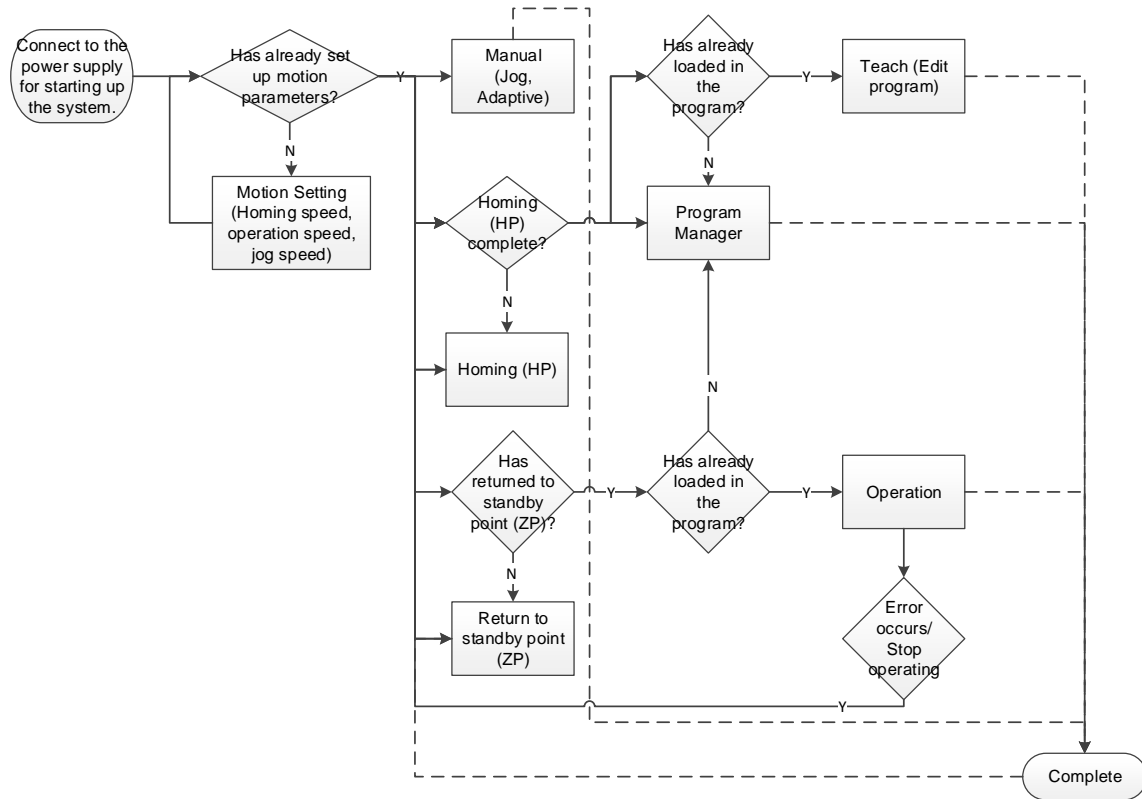 Connect to the
power supply
for starting up
the system.
Has already set
up motion
parameters?
Y
N
Motion Setting
(Homing speed,
operation speed,
jog speed)
Manual
(Jog,
Adaptive)
Homing
(HP)
complete?
N
Homing (HP)
Has already
loaded in
the
program?
Y
Teach (Edit
program)
N
Program
Manager
N
Has
returned to
standby
point (ZP)?
Y
Has already
loaded in
the
program?
Y
Operation
N
Return to
standby point
(ZP)
Error
occurs/
Stop
operating
Y
Complete